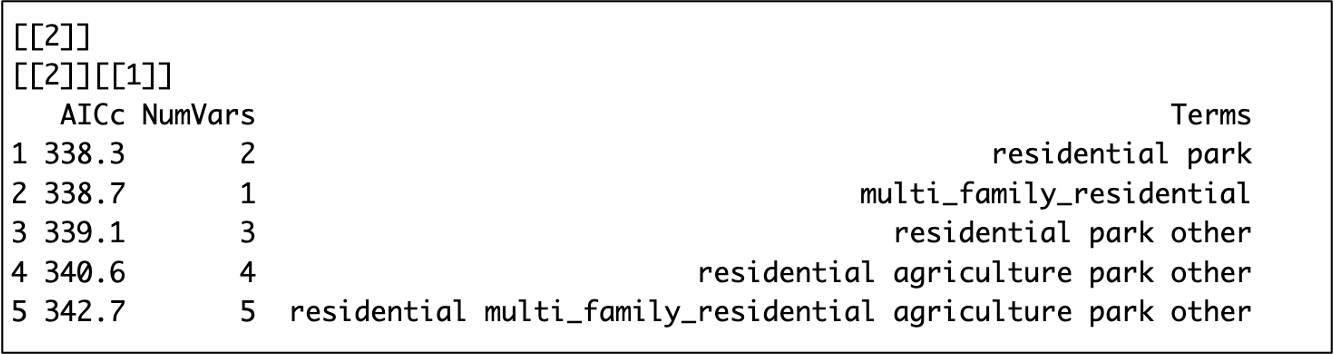 [[2]]
[[2]][[1]]
AICc NumVars Terms
1 338.3 2 residential park
2 338.7 1 multi_family_residential
3 339.1 3 residential park other
4 340.6 4 residential agriculture park other
5 342.7 5 residential multi_family_residential agriculture park other